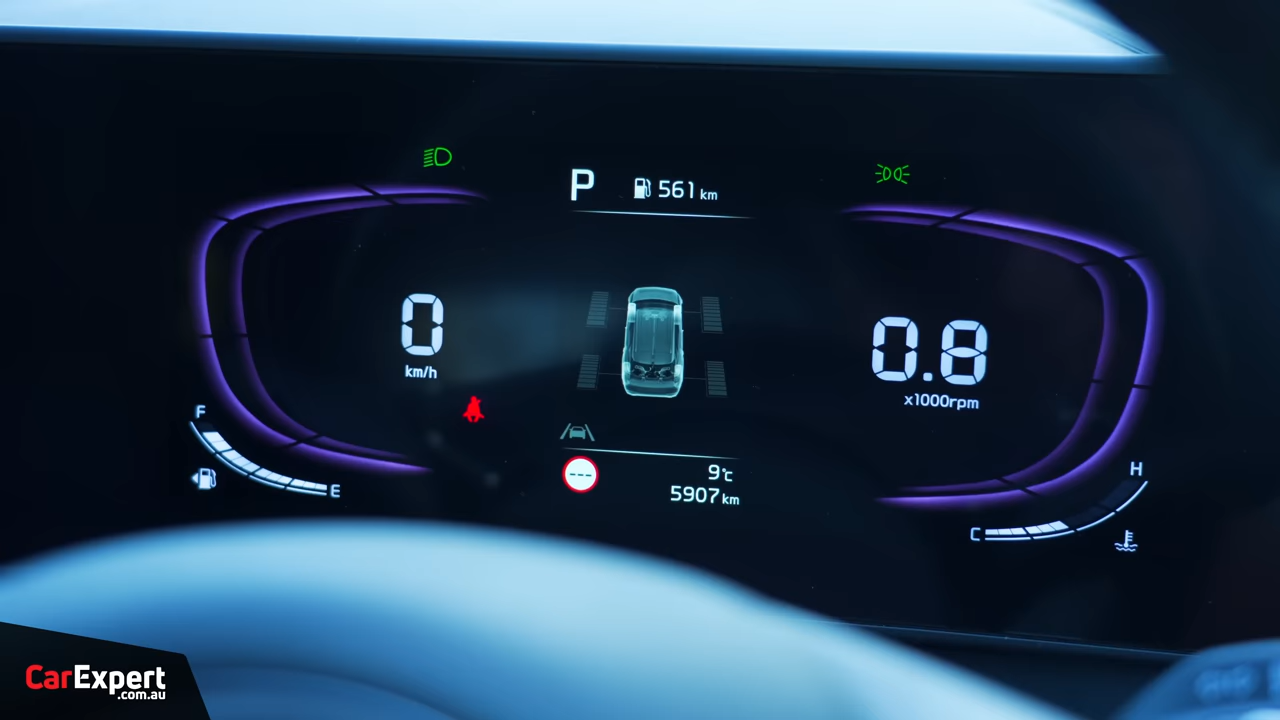 P
561 km
0
km/h
0.8
x1000rpm
F
E
---
9°C
5907 km
H
C
CarExpert
.com.au